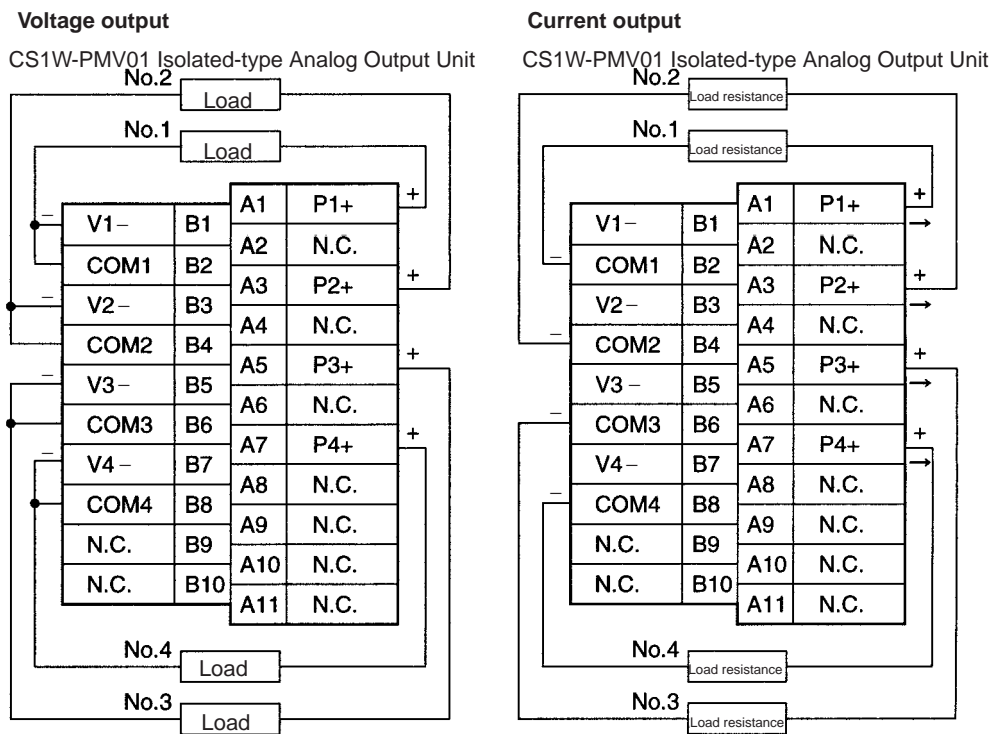 Voltage output
CS1W-PMV01 Isolated-type Analog Output Unit
No.2
Load
No.1
Load
+
A1 P1+
− V1− B1
A2 N.C.
COM1 B2
+
A3 P2+
− V2− B3
A4 N.C.
COM2 B4
+
A5 P3+
− V3− B5
A6 N.C.
COM3 B6
+
A7 P4+
− V4− B7
A8 N.C.
COM4 B8
A9 N.C.
N.C. B9
A10 N.C.
N.C. B10
A11 N.C.
No.4
Load
No.3
Load
Current output
CS1W-PMV01 Isolated-type Analog Output Unit
No.2
Load resistance
No.1
Load resistance
+
A1 P1+
→
V1− B1
A2 N.C.
− COM1 B2
+
A3 P2+
→
V2− B3
A4 N.C.
− COM2 B4
+
A5 P3+
→
V3− B5
A6 N.C.
− COM3 B6
+
A7 P4+
→
V4− B7
A8 N.C.
− COM4 B8
A9 N.C.
N.C. B9
A10 N.C.
N.C. B10
A11 N.C.
No.4
Load resistance
No.3
Load resistance